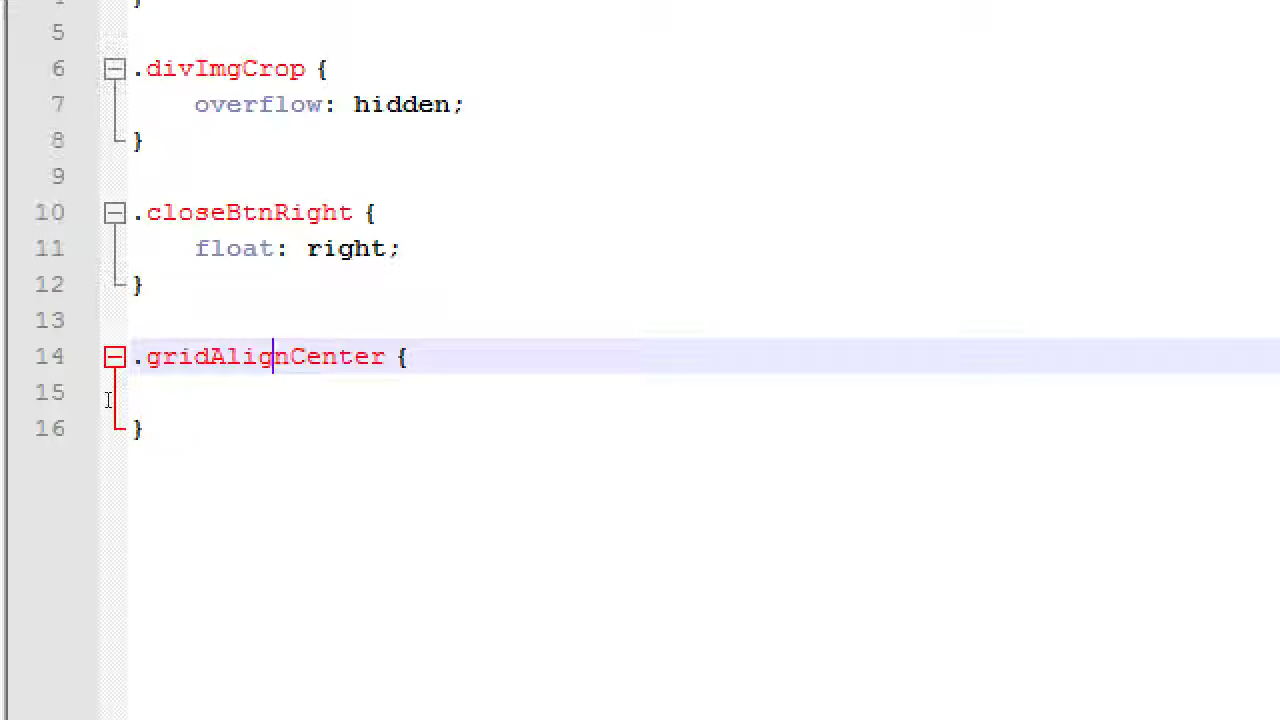 }
5
6 .divImgCrop {
7 overflow: hidden;
8 }
9
10 .closeBtnRight {
11 float: right;
12 }
13
14 .gridAlignCenter {
15
16 }